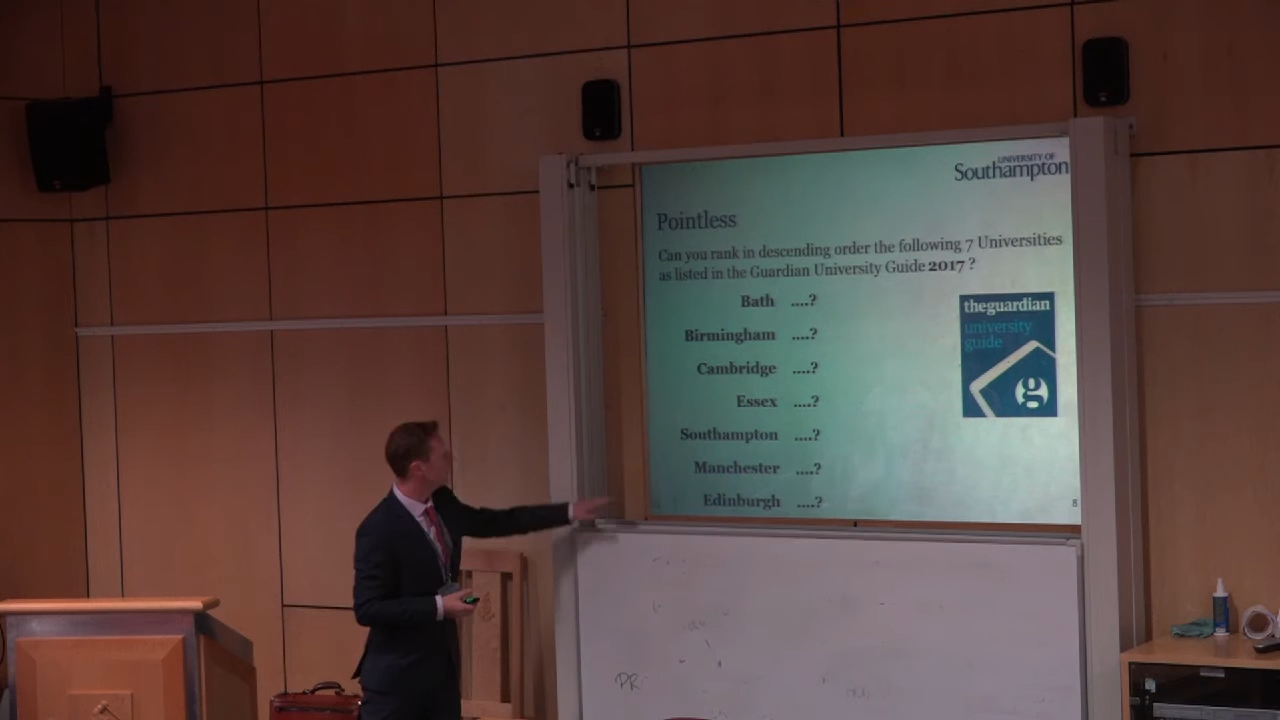 UNIVERSITY OF
Southampton
Pointless
Can you rank in descending order the following 7 Universities
as listed in the Guardian University Guide 2017 ?
Bath ....?
Birmingham ....?
Cambridge ....?
Essex ....?
Southampton ....?
Manchester ....?
Edinburgh ....?
theguardian
university
guide
g
8
PR